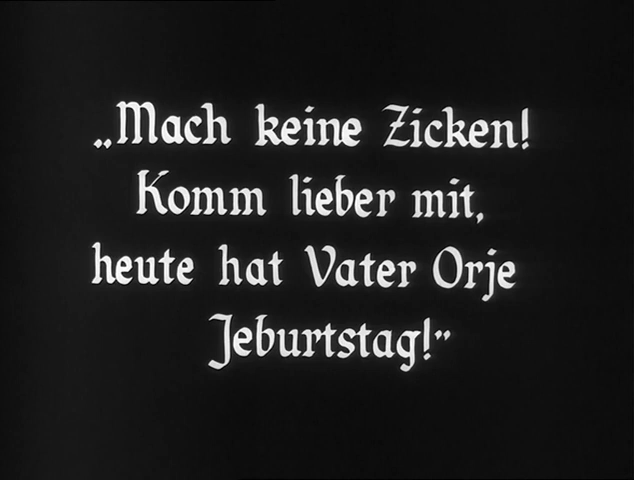 „Mach keine Zicken!
Komm lieber mit,
heute hat Vater Orje
Jeburtstag!"